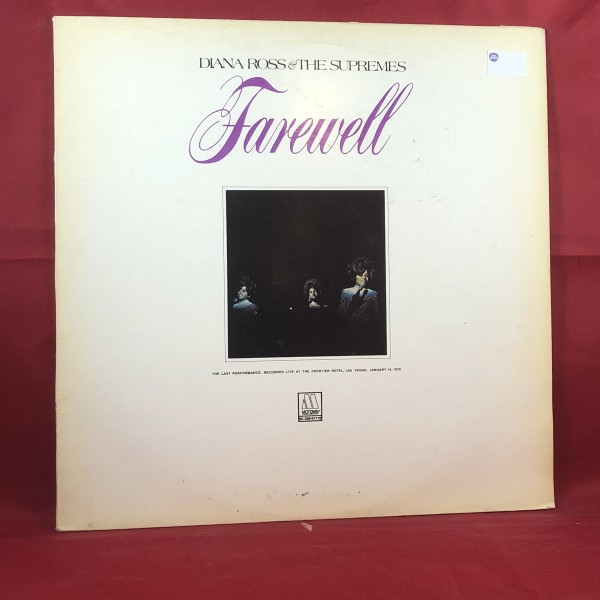 DIANA ROSS & THE SUPREMES
Farewell
THE LAST PERFORMANCE, RECORDED LIVE AT THE FRONTIER HOTEL, LAS VEGAS, JANUARY 14, 1970
MOTOWN